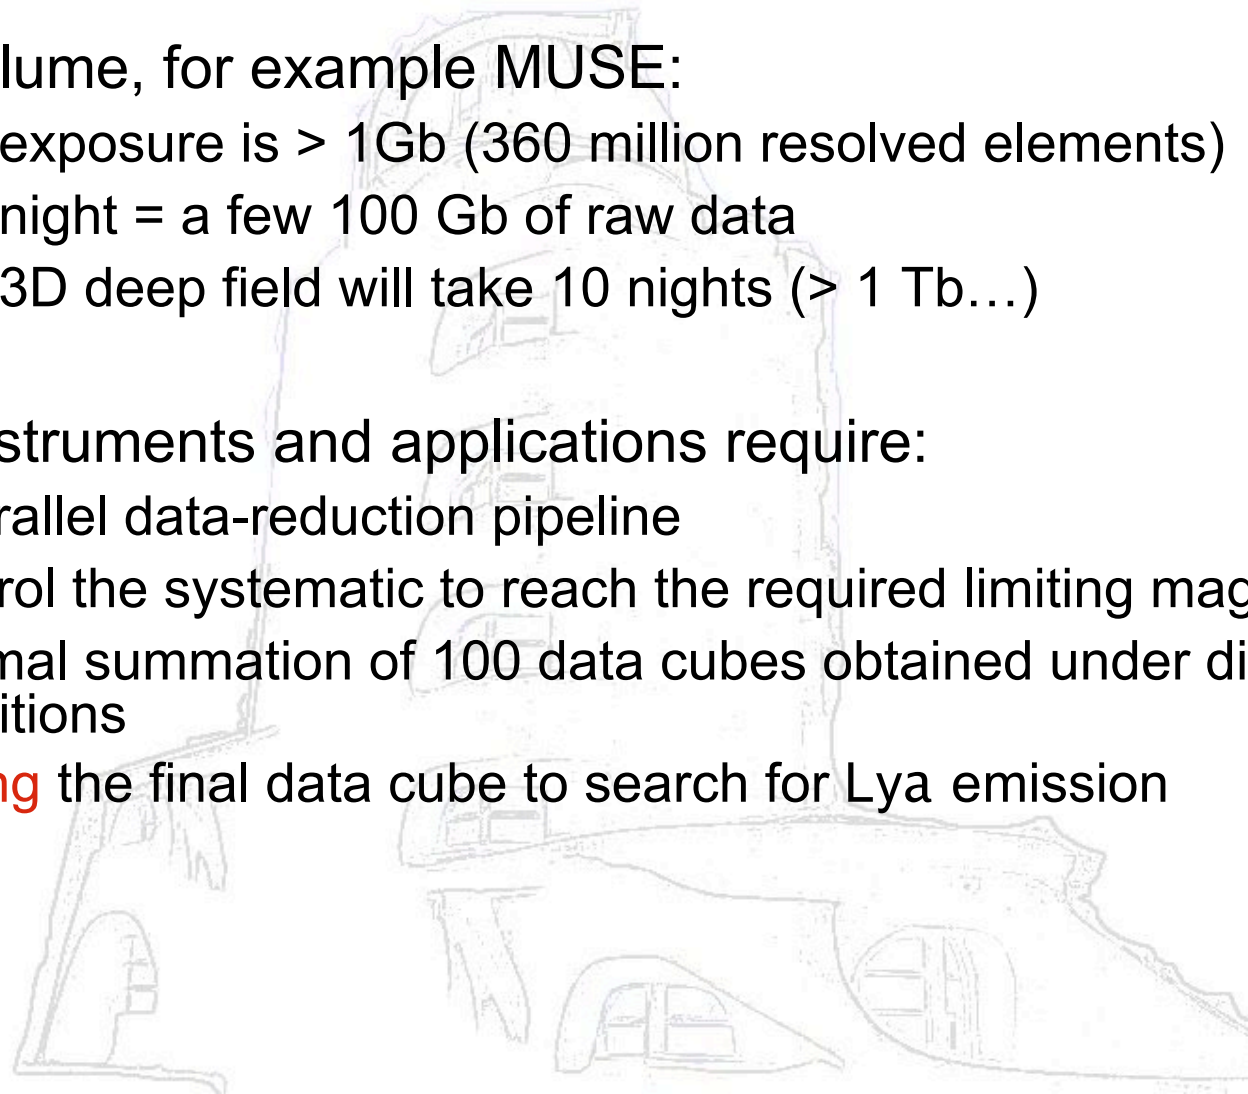 lume, for example MUSE:
exposure is > 1Gb (360 million resolved elements)
night = a few 100 Gb of raw data
3D deep field will take 10 nights (> 1 Tb…)
struments and applications require:
rallel data-reduction pipeline
rol the systematic to reach the required limiting mag
mal summation of 100 data cubes obtained under di
itions
ng the final data cube to search for Lya emission